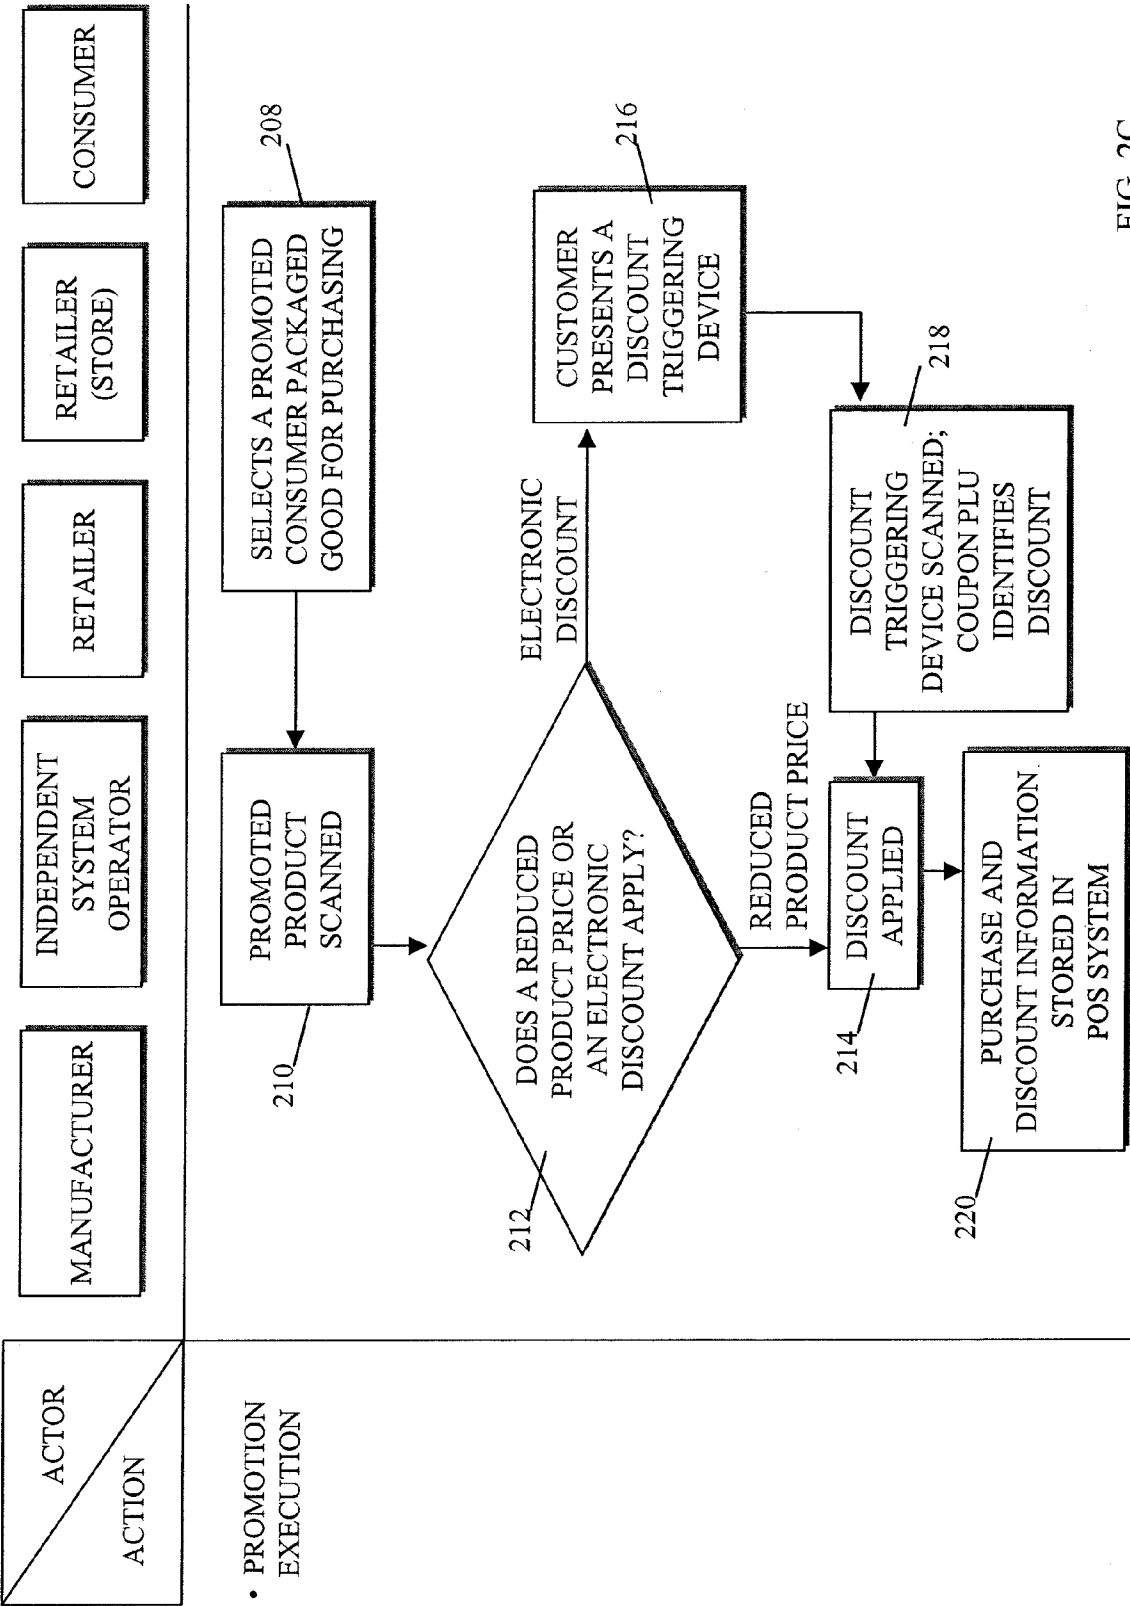 ACTOR
ACTION
MANUFACTURER
INDEPENDENT
SYSTEM
OPERATOR
RETAILER
RETAILER
(STORE)
CONSUMER
• PROMOTION
EXECUTION
SELECTS A PROMOTED
CONSUMER PACKAGED
GOOD FOR PURCHASING
208
PROMOTED
PRODUCT
SCANNED
210
DOES A REDUCED
PRODUCT PRICE OR
AN ELECTRONIC
DISCOUNT APPLY?
212
ELECTRONIC
DISCOUNT
CUSTOMER
PRESENTS A
DISCOUNT
TRIGGERING
DEVICE
216
REDUCED
PRODUCT PRICE
DISCOUNT
TRIGGERING
DEVICE SCANNED;
COUPON PLU
IDENTIFIES
DISCOUNT
218
DISCOUNT
APPLIED
214
PURCHASE AND
DISCOUNT INFORMATION
STORED IN
POS SYSTEM
220
FIG. 2C